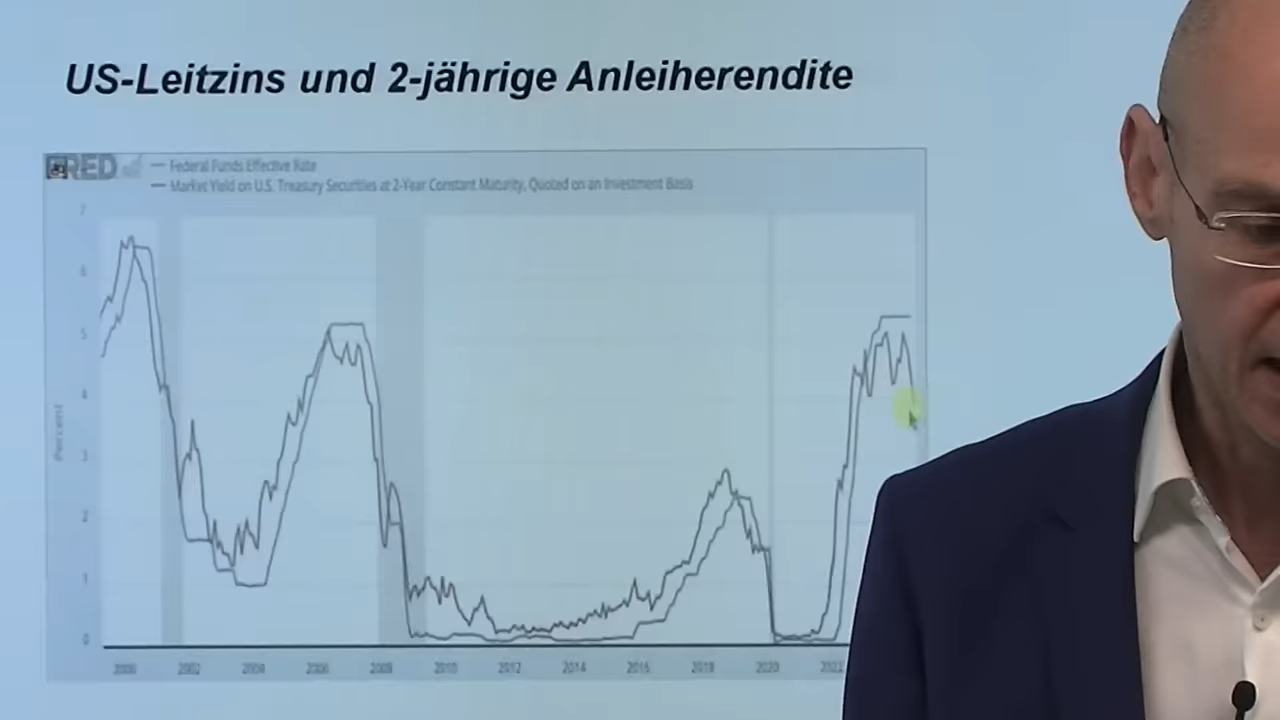 US-Leitzins und 2-jährige Anleiherendite
FRED
Federal Funds Effective Rate
Market Yield on U.S. Treasury Securities at 2-Year Constant Maturity, Quoted on an Investment Basis
7
6
5
4
3
2
1
0
Percent
2000 2002 2004 2006 2008 2010 2012 2014 2016 2018 2020 2022